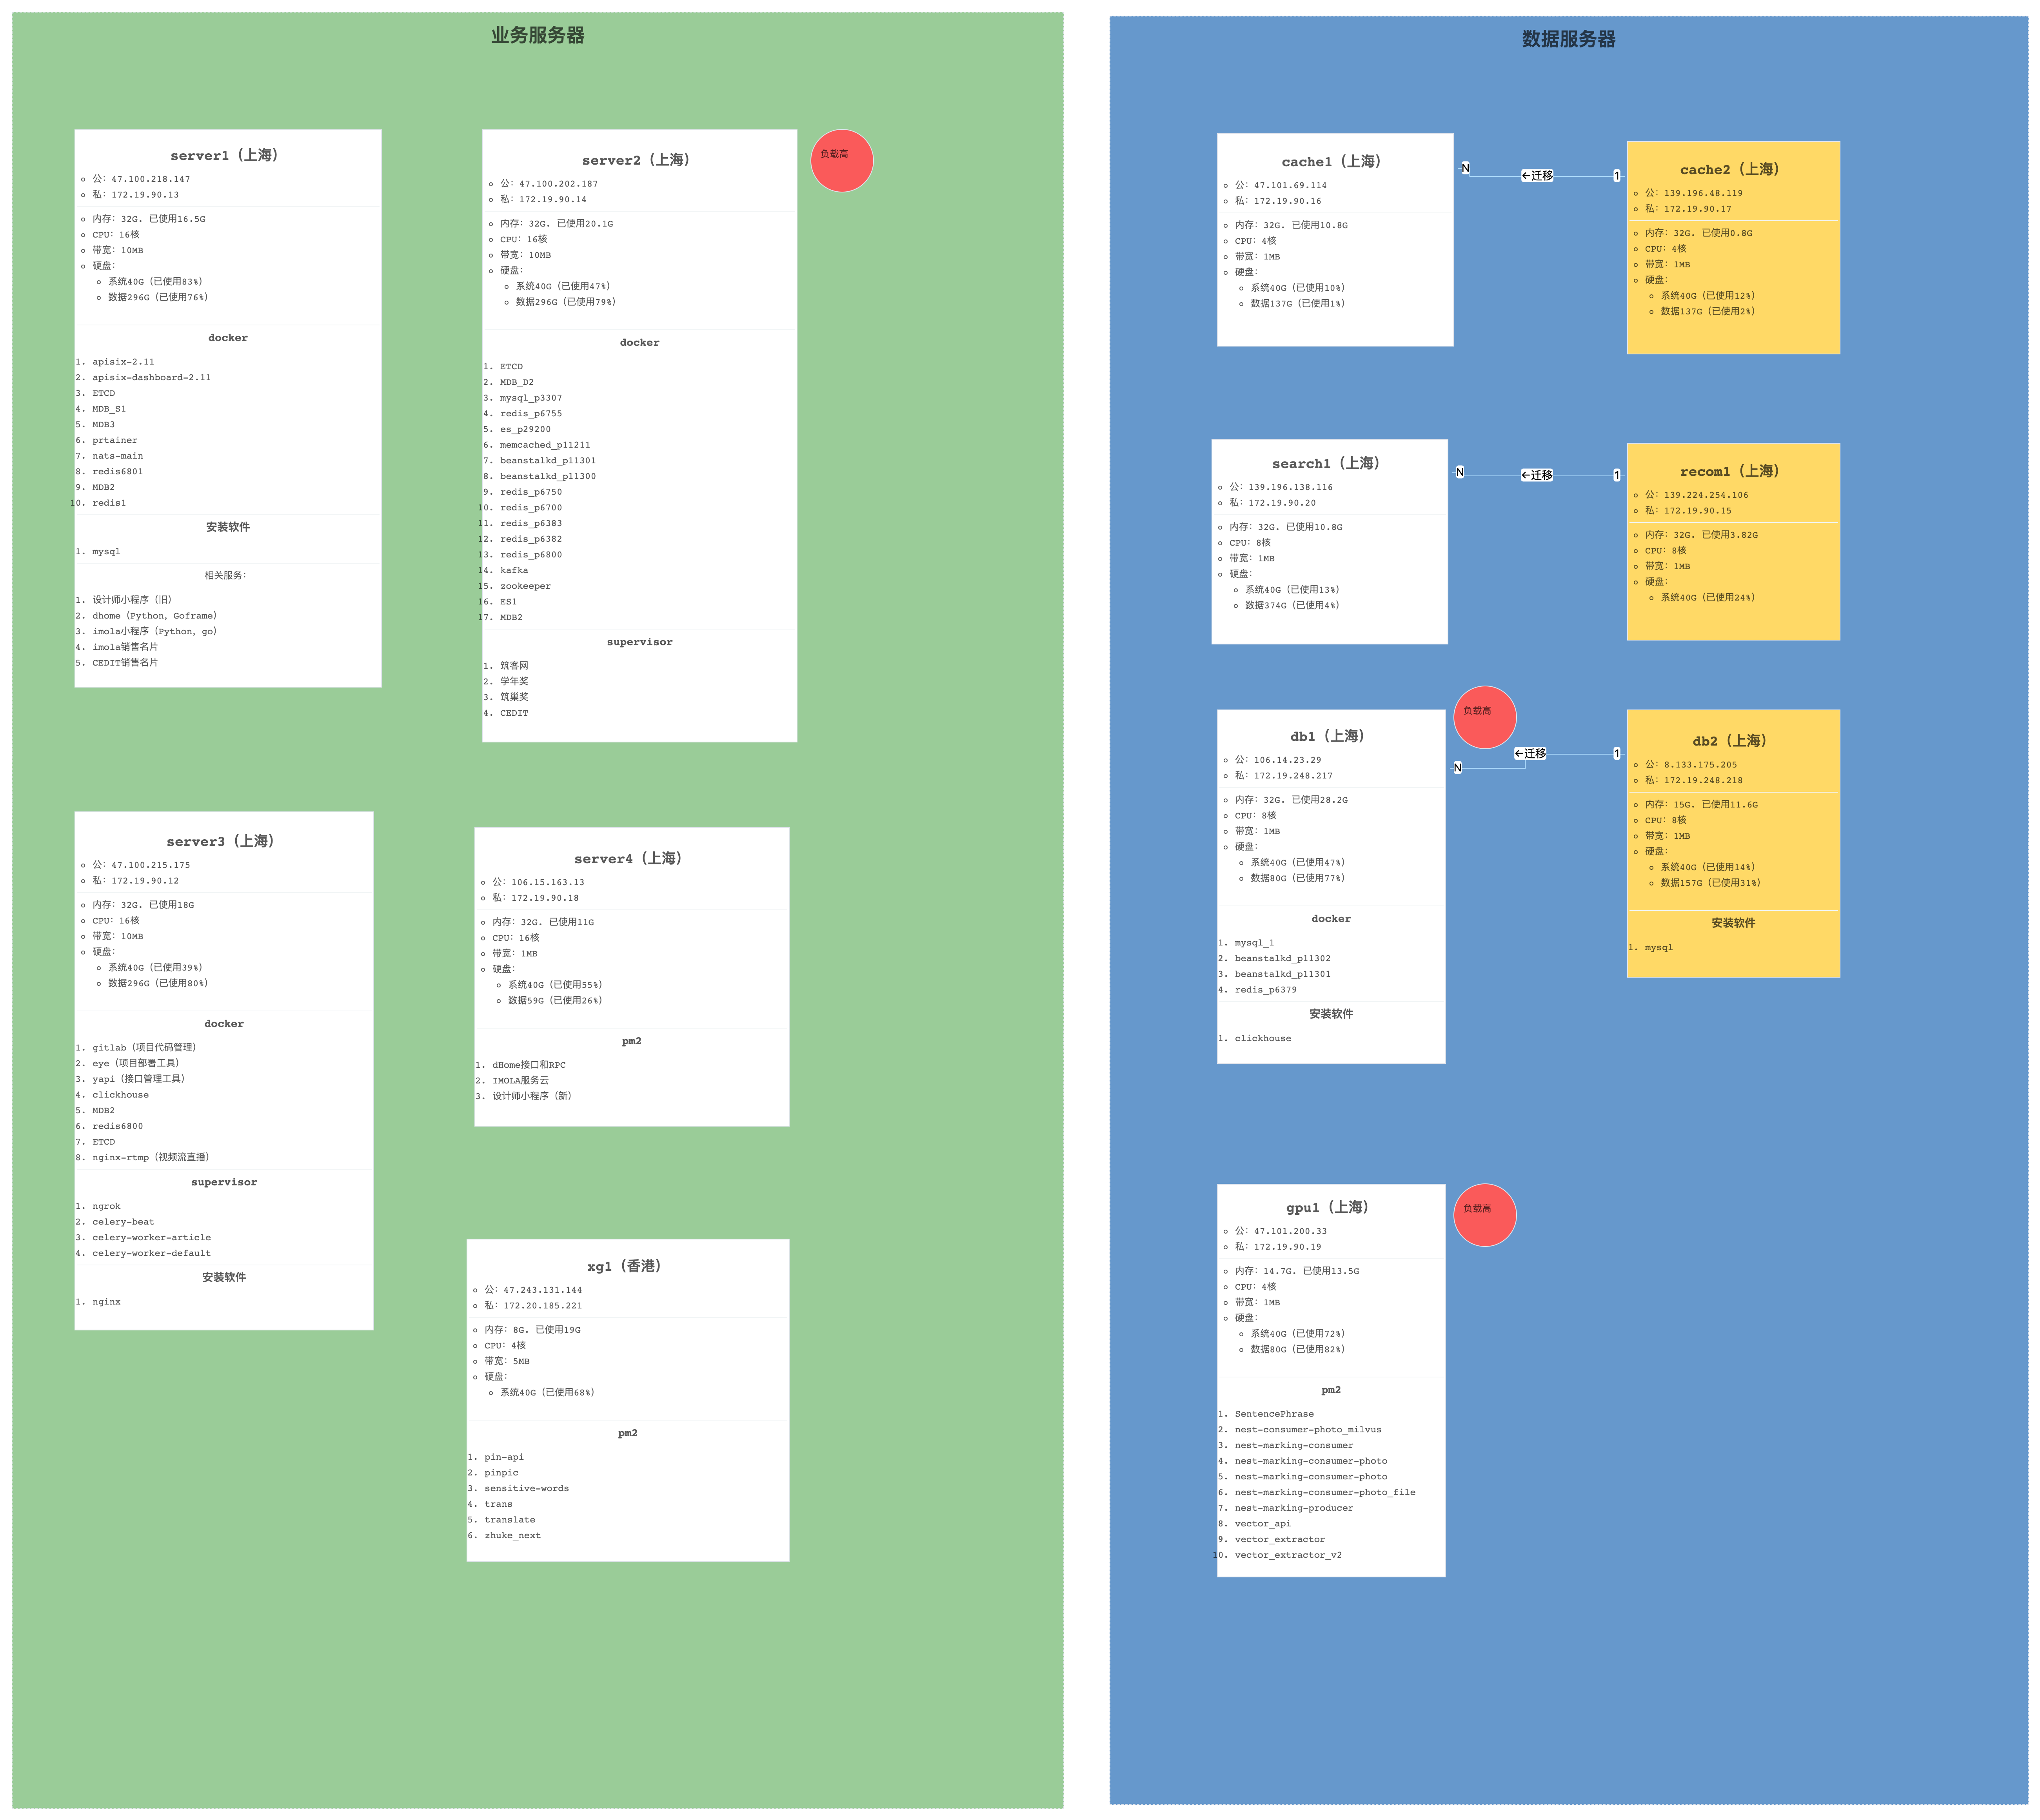 业务服务器
server1（上海）
公: 47.100.218.147
私: 172.19.90.13
内存: 32G. 已使用16.5G
CPU: 16核
带宽: 10MB
硬盘:
系统40G（已使用83%）
数据296G（已使用76%）
docker
1. apisix-2.11
2. apisix-dashboard-2.11
3. ETCD
4. MDB_S1
5. MDB3
6. prtainer
7. nats-main
8. redis6801
9. MDB2
10. redis1
安装软件
1. mysql
相关服务:
1. 设计师小程序（旧）
2. dhome（Python, Goframe）
3. imola小程序（Python, go）
4. imola销售名片
5. CEDIT销售名片
server2（上海）
公: 47.100.202.187
私: 172.19.90.14
内存: 32G. 已使用20.1G
CPU: 16核
带宽: 10MB
硬盘:
系统40G（已使用47%）
数据296G（已使用79%）
docker
1. ETCD
2. MDB_D2
3. mysql_p3307
4. redis_p6755
5. es_p29200
6. memcached_p11211
7. beanstalkd_p11301
8. beanstalkd_p11300
9. redis_p6750
10. redis_p6700
11. redis_p6383
12. redis_p6382
13. redis_p6800
14. kafka
15. zookeeper
16. ES1
17. MDB2
supervisor
1. 筑客网
2. 学年奖
3. 筑巢奖
4. CEDIT
负载高
server3（上海）
公: 47.100.215.175
私: 172.19.90.12
内存: 32G. 已使用18G
CPU: 16核
带宽: 10MB
硬盘:
系统40G（已使用39%）
数据296G（已使用80%）
docker
1. gitlab（项目代码管理）
2. eye（项目部署工具）
3. yapi（接口管理工具）
4. clickhouse
5. MDB2
6. redis6800
7. ETCD
8. nginx-rtmp（视频流直播）
supervisor
1. ngrok
2. celery-beat
3. celery-worker-article
4. celery-worker-default
安装软件
1. nginx
server4（上海）
公: 106.15.163.13
私: 172.19.90.18
内存: 32G. 已使用11G
CPU: 16核
带宽: 1MB
硬盘:
系统40G（已使用55%）
数据59G（已使用26%）
pm2
1. dHome接口和RPC
2. IMOLA服务云
3. 设计师小程序（新）
xg1（香港）
公: 47.243.131.144
私: 172.20.185.221
内存: 8G. 已使用19G
CPU: 4核
带宽: 5MB
硬盘:
系统40G（已使用68%）
pm2
1. pin-api
2. pinpic
3. sensitive-words
4. trans
5. translate
6. zhuke_next
数据服务器
cache1（上海）
公: 47.101.69.114
私: 172.19.90.16
内存: 32G. 已使用10.8G
CPU: 4核
带宽: 1MB
硬盘:
系统40G（已使用10%）
数据137G（已使用1%）
N
←迁移
1
cache2（上海）
公: 139.196.48.119
私: 172.19.90.17
内存: 32G. 已使用0.8G
CPU: 4核
带宽: 1MB
硬盘:
系统40G（已使用12%）
数据137G（已使用2%）
search1（上海）
公: 139.196.138.116
私: 172.19.90.20
内存: 32G. 已使用10.8G
CPU: 8核
带宽: 1MB
硬盘:
系统40G（已使用13%）
数据374G（已使用4%）
N
←迁移
1
recom1（上海）
公: 139.224.254.106
私: 172.19.90.15
内存: 32G. 已使用3.82G
CPU: 8核
带宽: 1MB
硬盘:
系统40G（已使用24%）
db1（上海）
公: 106.14.23.29
私: 172.19.248.217
内存: 32G. 已使用28.2G
CPU: 8核
带宽: 1MB
硬盘:
系统40G（已使用47%）
数据80G（已使用77%）
docker
1. mysql_1
2. beanstalkd_p11302
3. beanstalkd_p11301
4. redis_p6379
安装软件
1. clickhouse
负载高
N
←迁移
1
db2（上海）
公: 8.133.175.205
私: 172.19.248.218
内存: 15G. 已使用11.6G
CPU: 8核
带宽: 1MB
硬盘:
系统40G（已使用14%）
数据157G（已使用31%）
安装软件
1. mysql
gpu1（上海）
公: 47.101.200.33
私: 172.19.90.19
内存: 14.7G. 已使用13.5G
CPU: 4核
带宽: 1MB
硬盘:
系统40G（已使用72%）
数据80G（已使用82%）
pm2
1. SentencePhrase
2. nest-consumer-photo_milvus
3. nest-marking-consumer
4. nest-marking-consumer-photo
5. nest-marking-consumer-photo
6. nest-marking-consumer-photo_file
7. nest-marking-producer
8. vector_api
9. vector_extractor
10. vector_extractor_v2
负载高